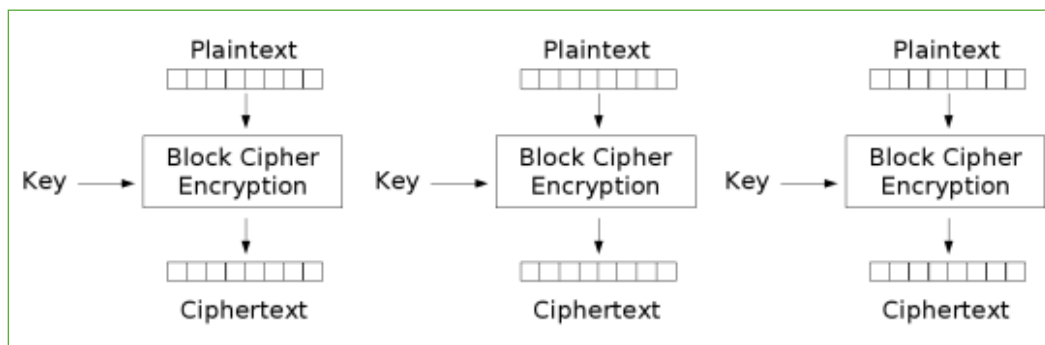 Plaintext
Block Cipher
Encryption
Key
Ciphertext
Plaintext
Block Cipher
Encryption
Key
Ciphertext
Plaintext
Block Cipher
Encryption
Key
Ciphertext